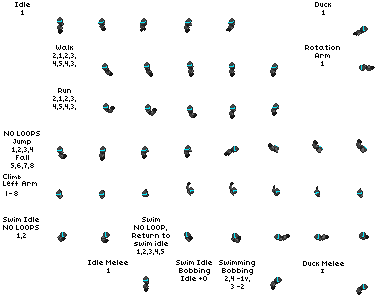 Idle
1
Duck
1
Walk
2,1,2,3,
4,5,4,3,
Rotation
Arm
1
Run
2,1,2,3,
4,5,4,3,
NO LOOPS
Jump
1,2,3,4
Fall
5,6,7,8
Climb
Left Arm
1 - 8
Swim Idle
NO LOOPS
1,2
Swim
NO LOOP,
Return to
swim idle
1,2,3,4,5
Swim Idle
Bobbing
Idle +0
Swimming
Bobbing
2,4 -1v,
3 -2
Idle Melee
1
Duck Melee
1